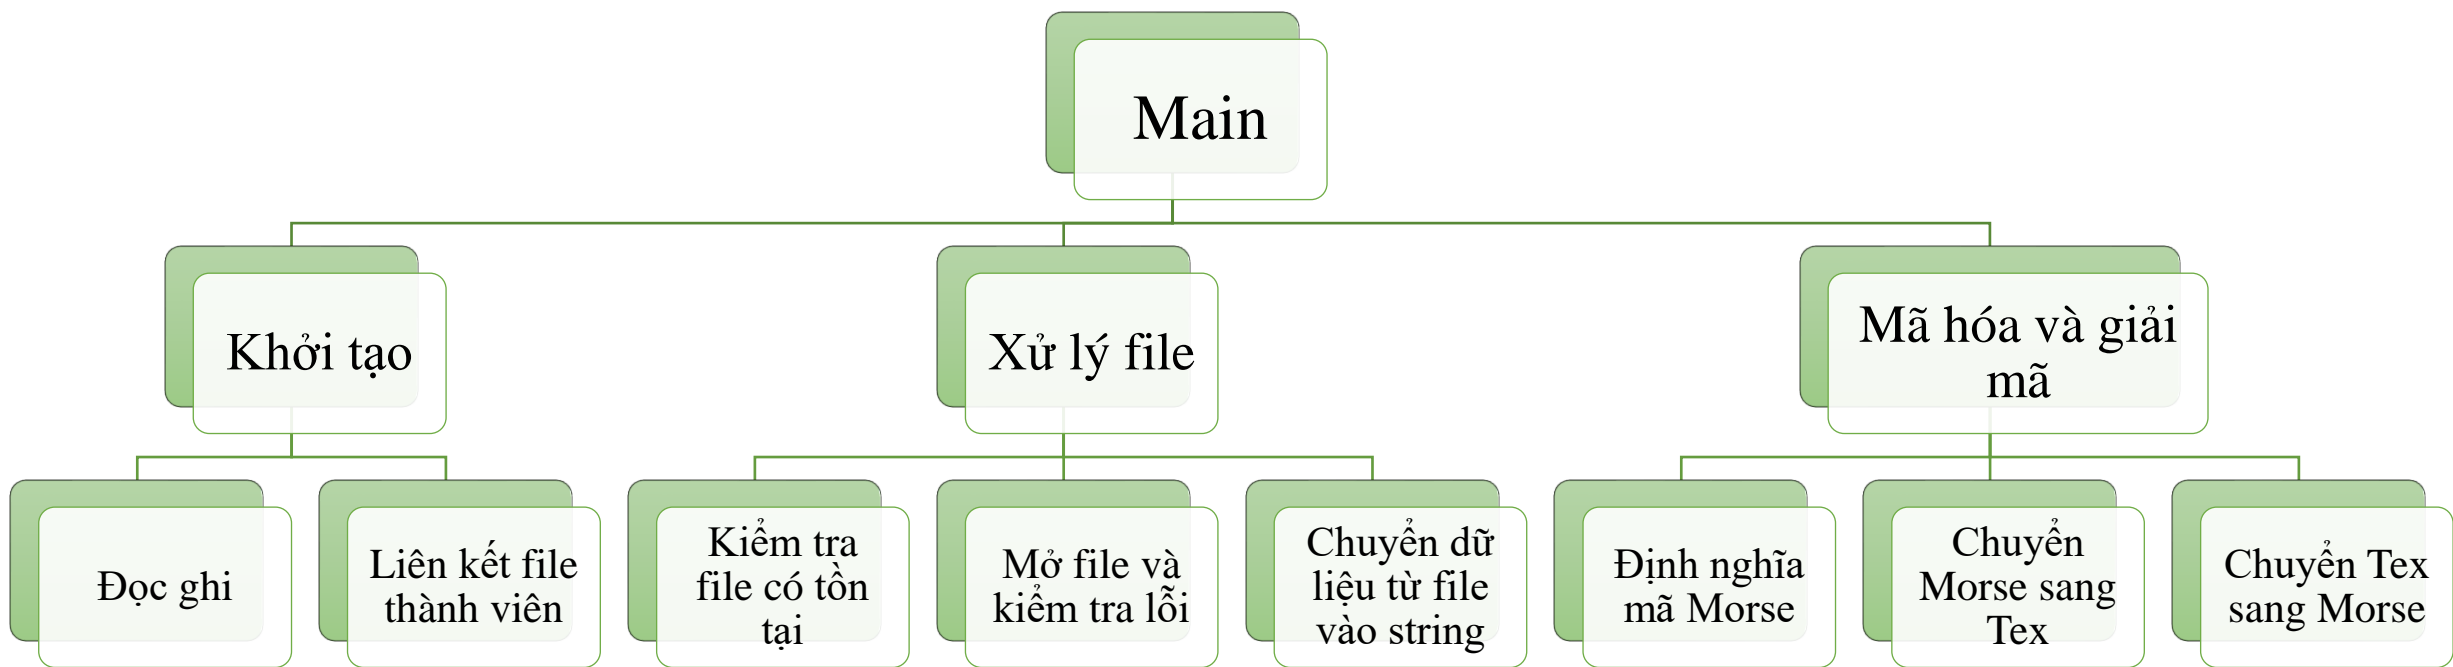 Main
Khởi tạo
Xử lý file
Mã hóa và giải
mã
Đọc ghi
Liên kết file
thành viên
Kiểm tra
file có tồn
tại
Mở file và
kiểm tra lỗi
Chuyển dữ
liệu từ file
vào string
Định nghĩa
mã Morse
Chuyển
Morse sang
Tex
Chuyển Tex
sang Morse